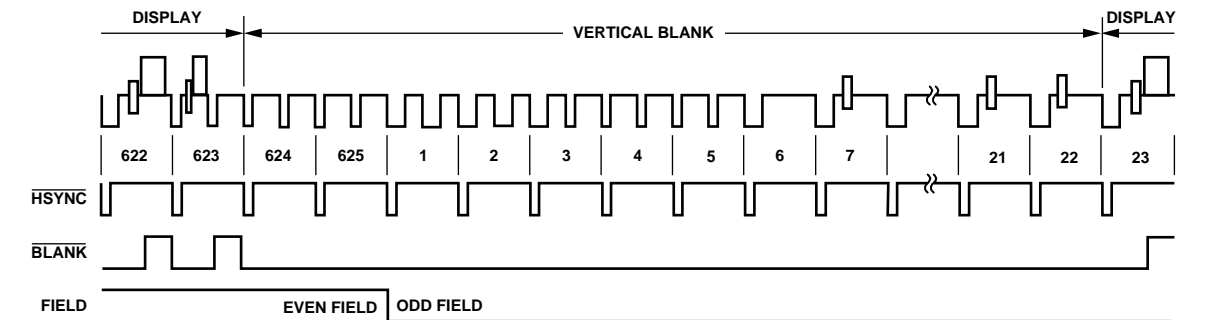 DISPLAY
VERTICAL BLANK
DISPLAY
622 623 624 625 1 2 3 4 5 6 7 21 22 23
HSYNC
BLANK
FIELD
EVEN FIELD
ODD FIELD